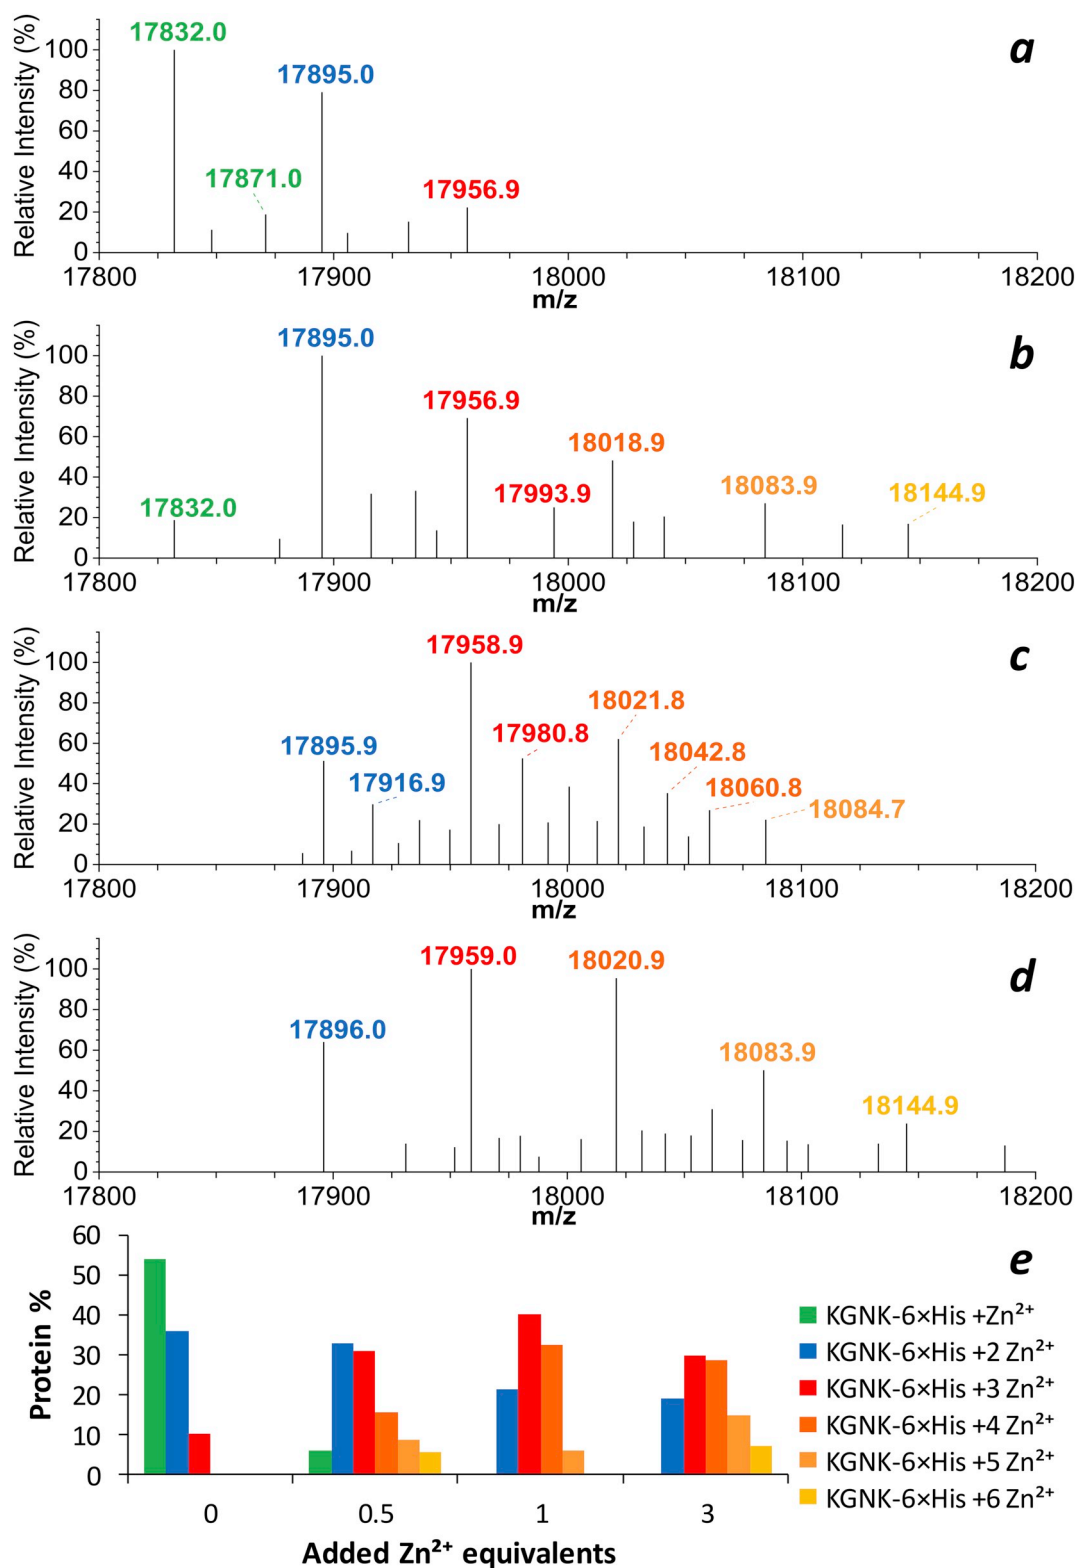 a
Relative Intensity (%)
100
80
60
40
20
0
17832.0
17895.0
17871.0
17956.9
17800 17900 18000 18100 18200
m/z
b
Relative Intensity (%)
100
80
60
40
20
0
17895.0
17956.9
18018.9
17993.9
18083.9
18144.9
17832.0
17800 17900 18000 18100 18200
m/z
c
Relative Intensity (%)
100
80
60
40
20
0
17958.9
18021.8
17980.8
17895.9
18042.8
17916.9
18060.8
18084.7
17800 17900 18000 18100 18200
m/z
d
Relative Intensity (%)
100
80
60
40
20
0
17959.0
18020.9
17896.0
18083.9
18144.9
17800 17900 18000 18100 18200
m/z
e
Protein %
60
50
40
30
20
10
0
0 0.5 1 3
Added Zn²⁺ equivalents
KGNK-6×His +Zn²⁺
KGNK-6×His +2 Zn²⁺
KGNK-6×His +3 Zn²⁺
KGNK-6×His +4 Zn²⁺
KGNK-6×His +5 Zn²⁺
KGNK-6×His +6 Zn²⁺